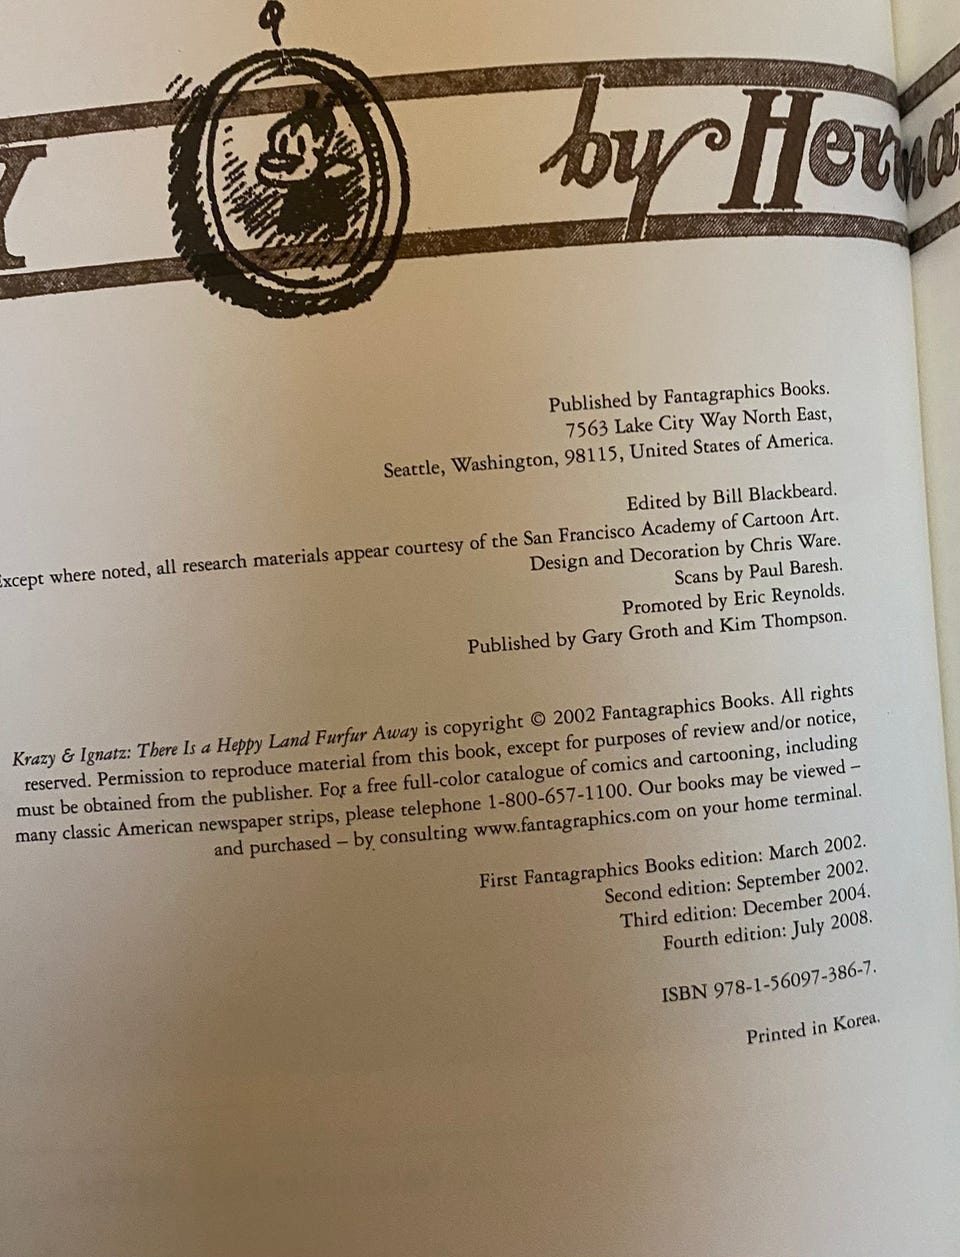 Y by Herr
Published by Fantagraphics Books.
7563 Lake City Way North East,
Seattle, Washington, 98115, United States of America.
Edited by Bill Blackbeard.
Except where noted, all research materials appear courtesy of the San Francisco Academy of Cartoon Art.
Design and Decoration by Chris Ware.
Scans by Paul Baresh.
Promoted by Eric Reynolds.
Published by Gary Groth and Kim Thompson.
Krazy & Ignatz: There Is a Heppy Land Furfur Away is copyright © 2002 Fantagraphics Books. All rights
reserved. Permission to reproduce material from this book, except for purposes of review and/or notice,
must be obtained from the publisher. For a free full-color catalogue of comics and cartooning, including
many classic American newspaper strips, please telephone 1-800-657-1100. Our books may be viewed –
and purchased – by consulting www.fantagraphics.com on your home terminal.
First Fantagraphics Books edition: March 2002.
Second edition: September 2002.
Third edition: December 2004.
Fourth edition: July 2008.
ISBN 978-1-56097-386-7.
Printed in Korea.